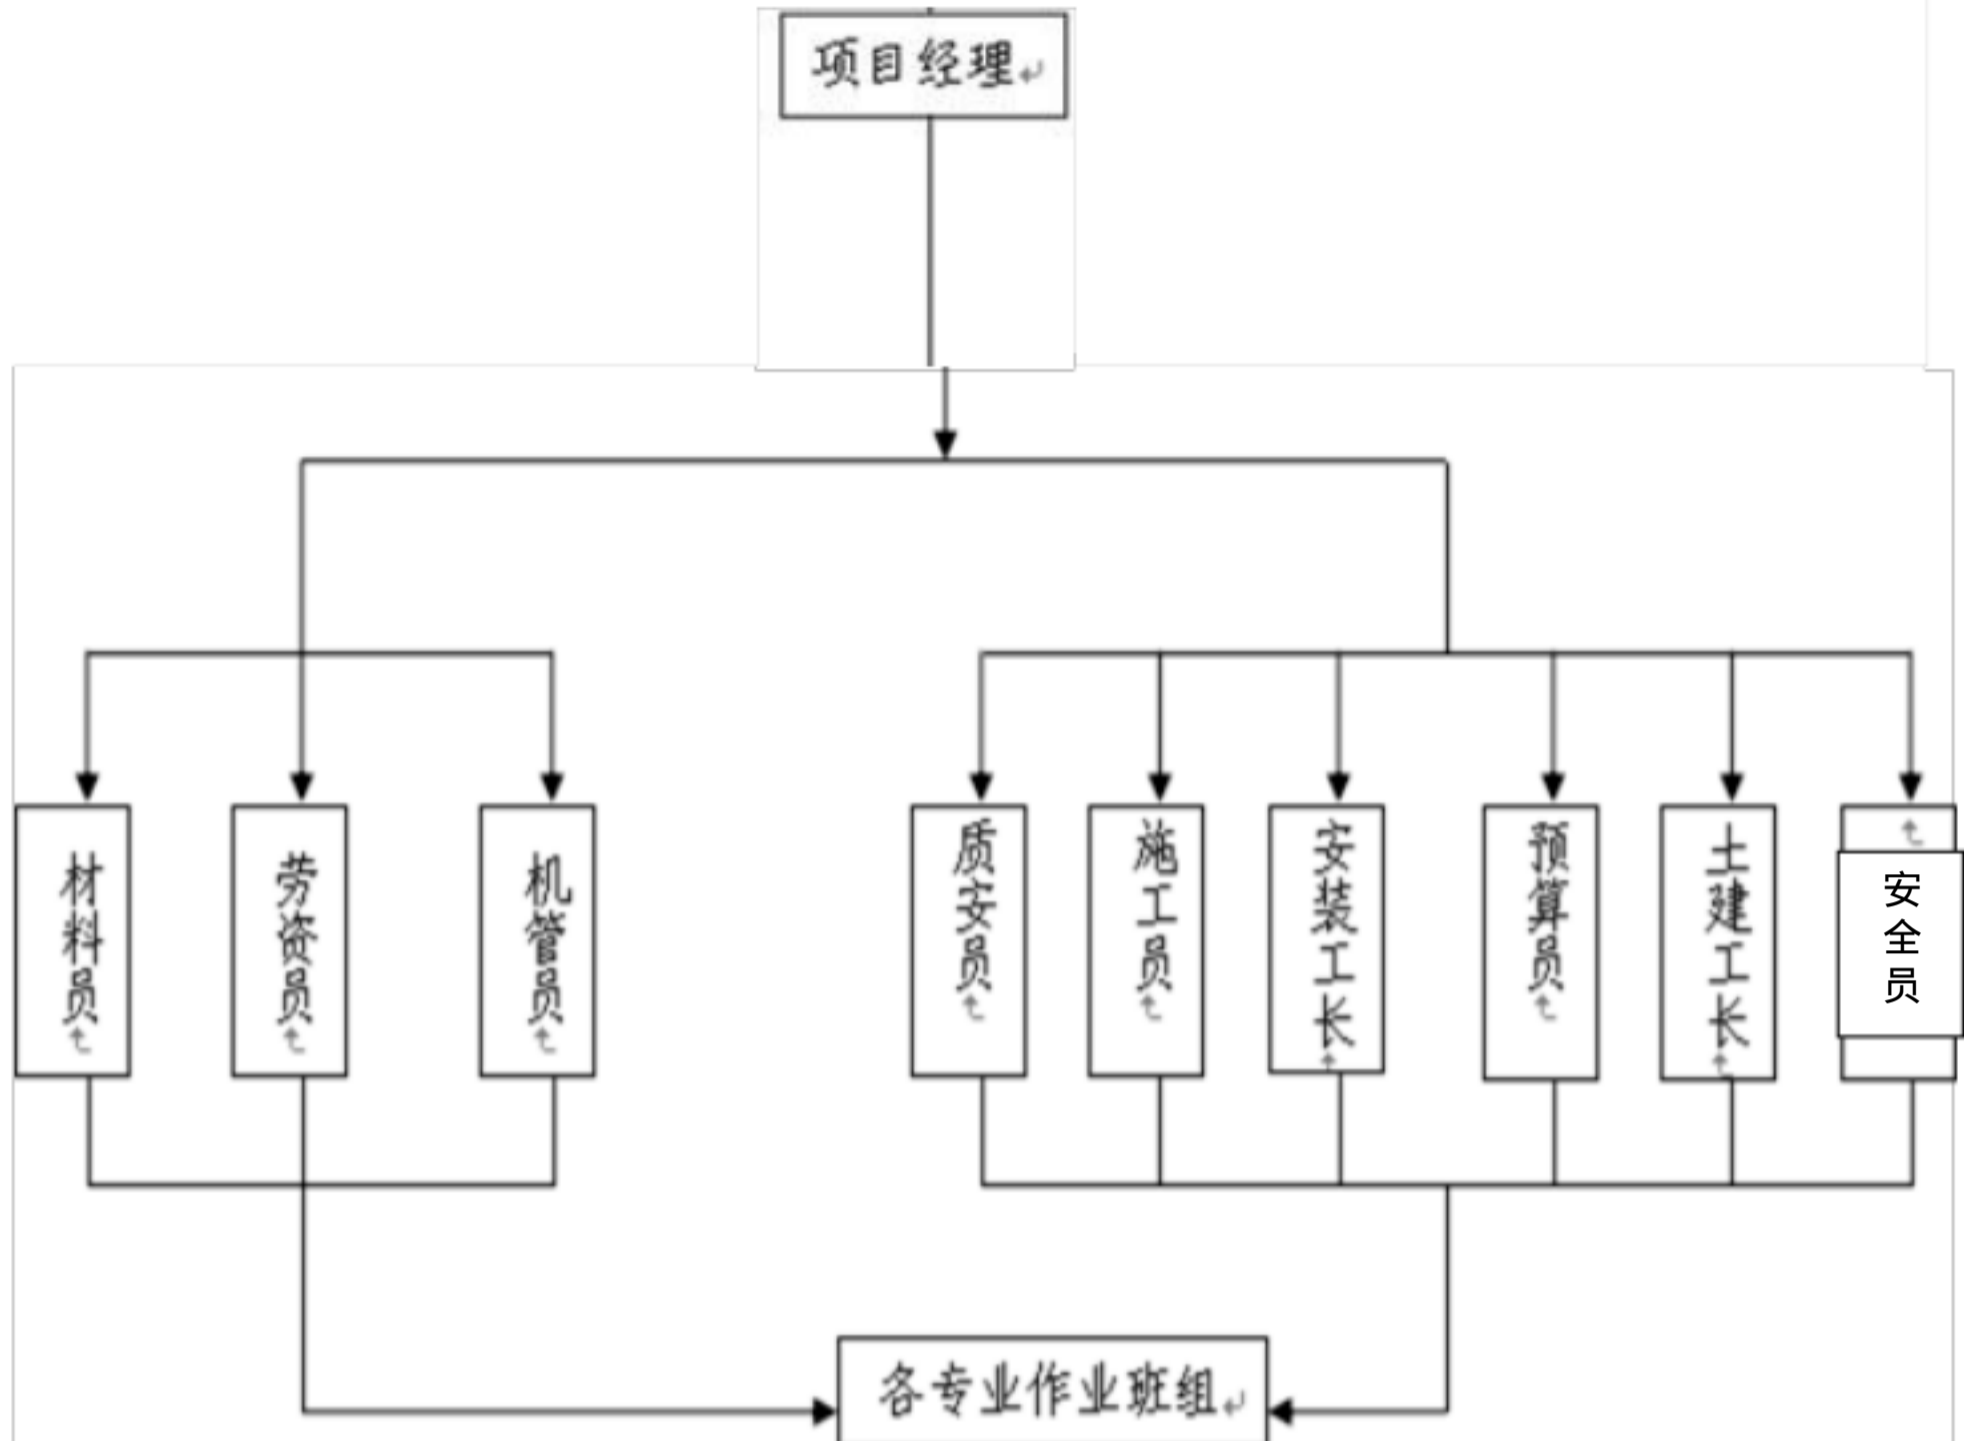 项目经理
材料员
劳资员
机管员
质安员
施工员
安装工长
预算员
土建工长
安全员
各专业作业班组